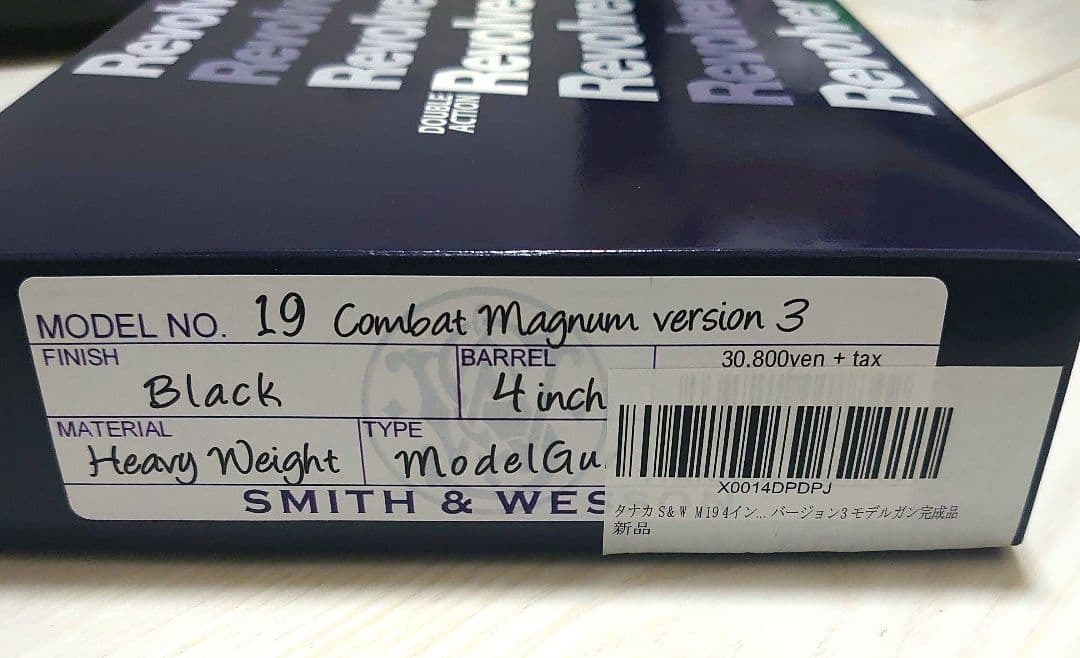 Revolver
Revolver
Revolver
DOUBLE
ACTION
Revolver
Revolver
Revolver
Revolver
MODEL NO. 19 Combat Magnum version 3
FINISH
Black
BARREL
4 inch
30.800yen + tax
MATERIAL
Heavy Weight
TYPE
ModelGu
SMITH & WESSON
X0014DPDPJ
タナカ S& W M19 4イン... バージョン3 モデルガン完成品
新品